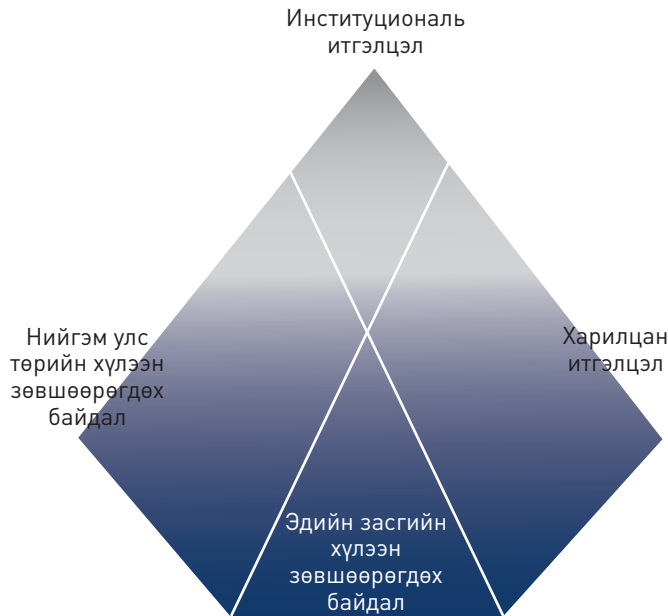 Институциональ
итгэлцэл
Нийгэм улс
төрийн хүлээн
зөвшөөрөгдөх
байдал
Харилцан
итгэлцэл
Эдийн засгийн
хүлээн
зөвшөөрөгдөх
байдал